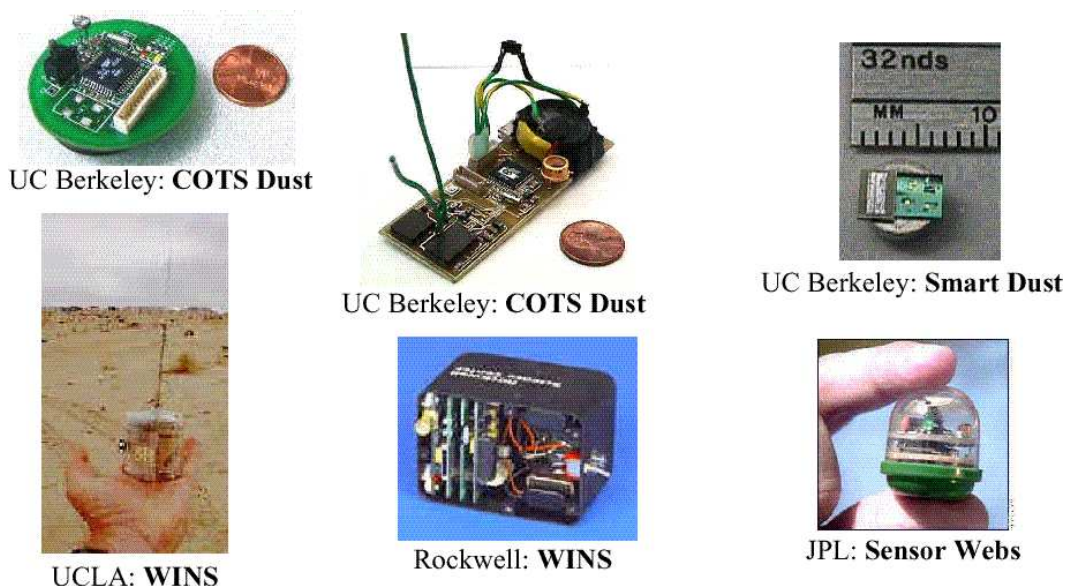 UC Berkeley: COTS Dust
UC Berkeley: COTS Dust
32nds
MM 10
UC Berkeley: Smart Dust
UCLA: WINS
Rockwell: WINS
JPL: Sensor Webs